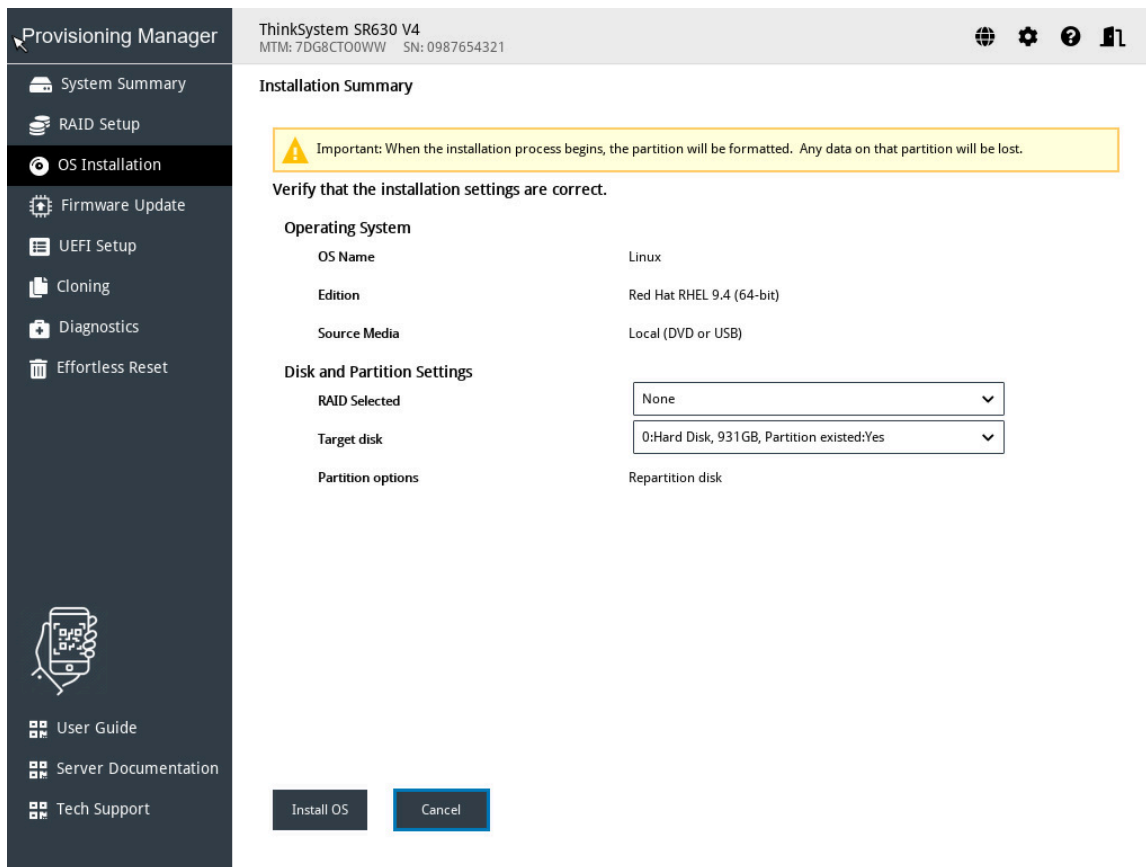 Provisioning Manager
ThinkSystem SR630 V4
MTM: 7DG8CTO0WW SN: 0987654321
System Summary
RAID Setup
OS Installation
Firmware Update
UEFI Setup
Cloning
Diagnostics
Effortless Reset
User Guide
Server Documentation
Tech Support
Installation Summary
Important: When the installation process begins, the partition will be formatted. Any data on that partition will be lost.
Verify that the installation settings are correct.
Operating System
OS Name Linux
Edition Red Hat RHEL 9.4 (64-bit)
Source Media Local (DVD or USB)
Disk and Partition Settings
RAID Selected None
Target disk 0:Hard Disk, 931GB, Partition existed:Yes
Partition options Repartition disk
Install OS Cancel